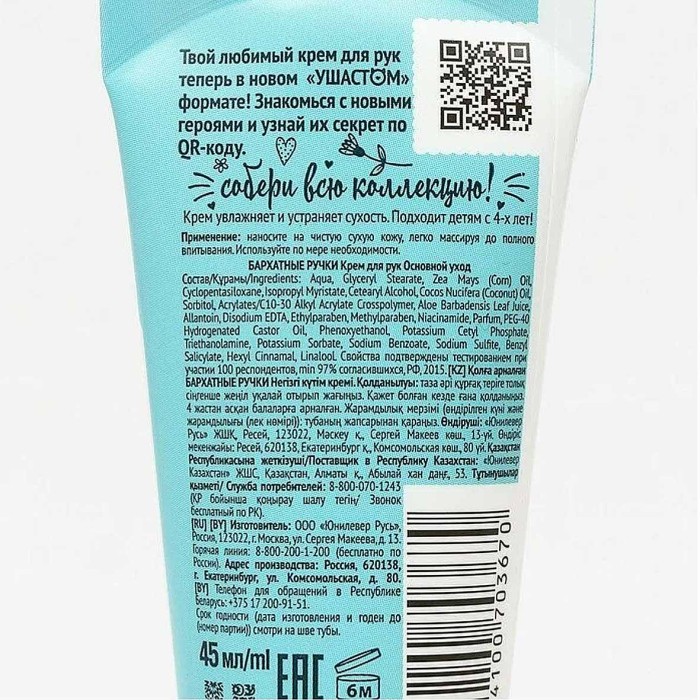 Твой любимый крем для рук
теперь в новом «УШАСТОМ»
формате! Знакомься с новыми
героями и узнай их секрет по
QR-коду.
собери всю коллекцию!
Крем увлажняет и устраняет сухость. Подходит детям с 4-х лет!
Применение: наносите на чистую сухую кожу, легко массируя до полного
впитывания. Используйте по мере необходимости.
БАРХАТНЫЕ РУЧКИ Крем для рук Основной уход
Состав/Құрамы/Ingredients: Aqua, Glyceryl Stearate, Zea Mays (Corn) Oil,
Cyclopentasiloxane, Isopropyl Myristate, Cetearyl Alcohol, Cocos Nucifera (Coconut) Oil,
Sorbitol, Acrylates/C10-30 Alkyl Acrylate Crosspolymer, Aloe Barbadensis Leaf Juice,
Allantoin, Disodium EDTA, Ethylparaben, Methylparaben, Niacinamide, Parfum, PEG-40
Hydrogenated Castor Oil, Phenoxyethanol, Potassium Cetyl Phosphate,
Triethanolamine, Potassium Sorbate, Sodium Benzoate, Sodium Sulfite, Benzyl
Salicylate, Hexyl Cinnamal, Linalool. Свойства подтверждены тестированием при
участии 100 респондентов, min 97% согласившихся, РФ, 2015. [KZ] Қолға арналған
БАРХАТНЫЕ РУЧКИ Негізгі күтім кремі. Қолданылуы: таза әрі құрғақ теріге толық
сіңгенше жеңіл уқалай отырып жағыңыз. Қажет болған кезде ғана қолданыңыз.
4 жастан асқан балаларға арналған. Жарамдылық мерзімі (өндірілген күні және
жарамдылығы (лек нөмірі)): тубаның жапсарынан қараңыз. Өндіруші: «Юнилевер
Русь» ЖШҚ, Ресей, 123022, Мәскеу қ., Сергей Макеев көш., 13-үй. Өндіріс
мекенжайы: Ресей, 620138, Екатеринбург қ., Комсомольская көш., 80 үй. Қазақстан
Республикасына жеткізуші/Поставщик в Республику Казахстан: «Юнилевер
Казахстан» ЖШС, Қазақстан, Алматы қ., Абылай хан даң., 53. Тұтынушылар
қызметі/ Служба потребителей: 8-800-070-1243
(ҚР бойынша қоңырау шалу тегін/ Звонок
бесплатный по РК).
[RU] [BY] Изготовитель: ООО «Юнилевер Русь»,
Россия, 123022, г. Москва, ул. Сергея Макеева, д. 13.
Горячая линия: 8-800-200-1-200 (бесплатно по
России). Адрес производства: Россия, 620138,
г. Екатеринбург, ул. Комсомольская, д. 80.
[BY] Телефон для обращений в Республике
Беларусь: +375 17 200-91-51.
Срок годности (дата изготовления и годен до
(номер партии)) смотри на шве тубы.
45 мл/ml
EAC
6М
4100 703670